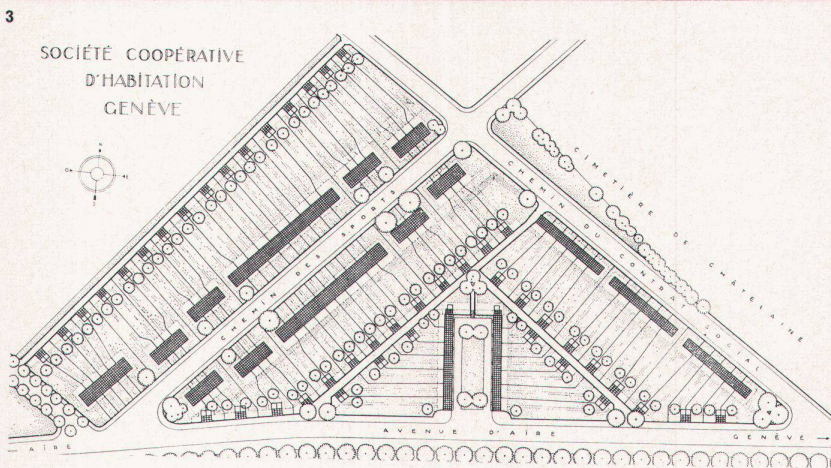 3
SOCIÉTÉ COOPÉRATIVE
D'HABITATION
GENÈVE
N
E
S
CHEMIN DES SPORTS
CHEMIN DU CONTRAT SOCIAL
CIMETIÈRE DE CHÂTELAINE
AVENUE D'AÏRE
GENÈVE
AÏRE